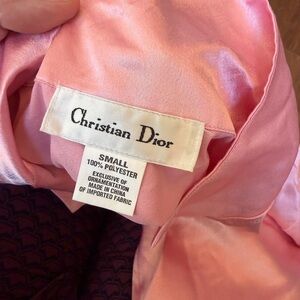 Christian Dior
SMALL
100% POLYESTER
EXCLUSIVE OF
ORNAMENTATION
MADE IN CHINA
OF IMPORTED FABRIC